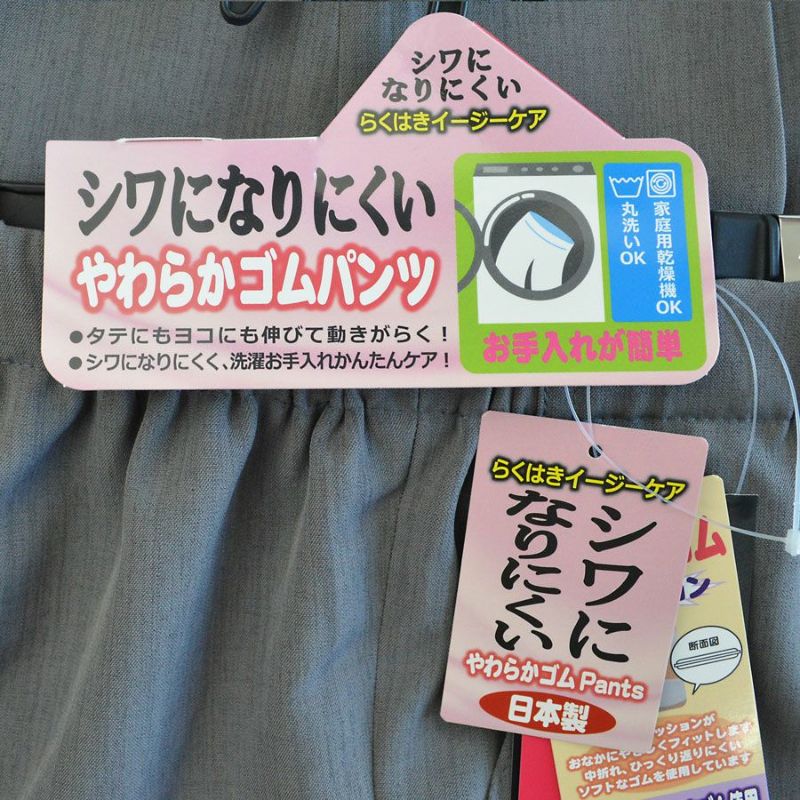 シワに
なりにくい
らくはきイージーケア
シワになりにくい
やわらかゴムパンツ
●タテにもヨコにも伸びて動きがらく！
●シワになりにくく、洗濯お手入れかんたんケア！
丸洗いOK
家庭用乾燥機OK
お手入れが簡単
らくはきイージーケア
シワに
なりにくい
やわらかゴムPants
日本製
ム
ン
断面図
ッションが
おなかにやさしくフィットします
中折れ、ひっくり返りにくい
ソフトなゴムを使用しています